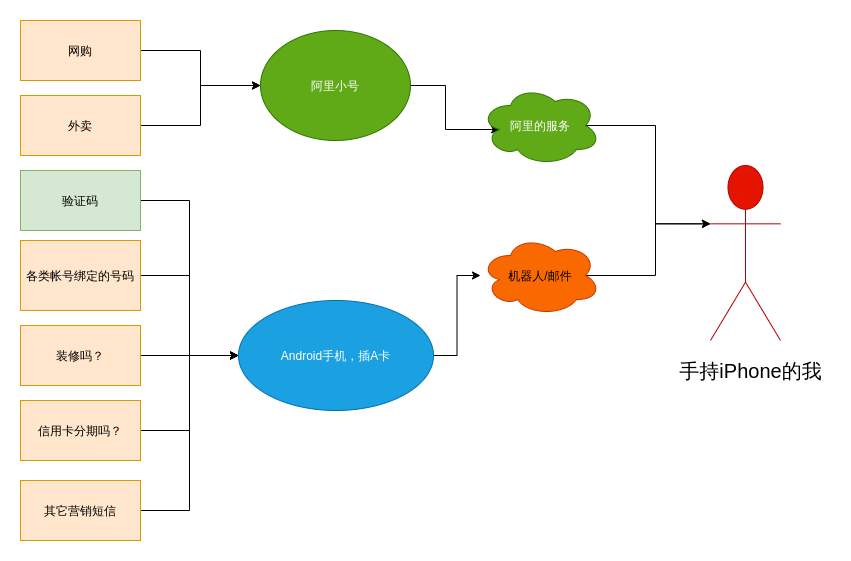 网购
外卖
验证码
各类帐号绑定的号码
装修吗？
信用卡分期吗？
其它营销短信
阿里小号
Android手机，插A卡
阿里的服务
机器人/邮件
手持iPhone的我